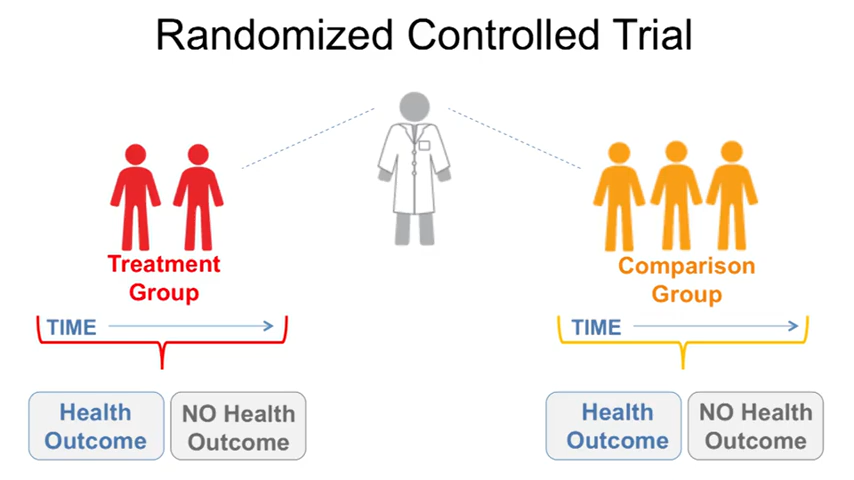 Randomized Controlled Trial
Treatment
Group
Comparison
Group
TIME
TIME
Health
Outcome
NO Health
Outcome
Health
Outcome
NO Health
Outcome